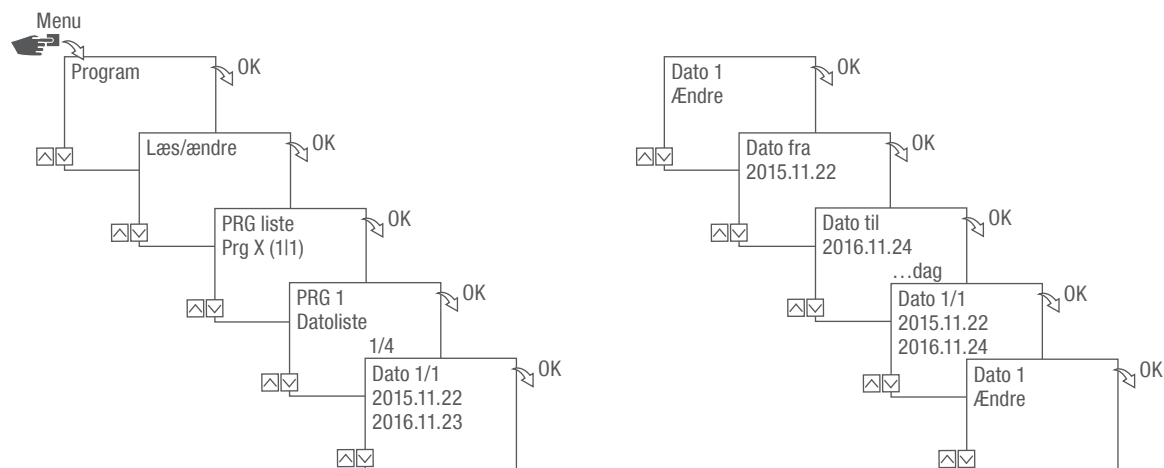 Menu
Program
OK
Læs/ændre
OK
PRG liste
Prg X (1|1)
OK
PRG 1
Datoliste
OK
1/4
Dato 1/1
2015.11.22
2016.11.23
OK
Dato 1
Ændre
OK
Dato fra
2015.11.22
OK
Dato til
2016.11.24
OK
...dag
Dato 1/1
2015.11.22
2016.11.24
OK
Dato 1
Ændre
OK